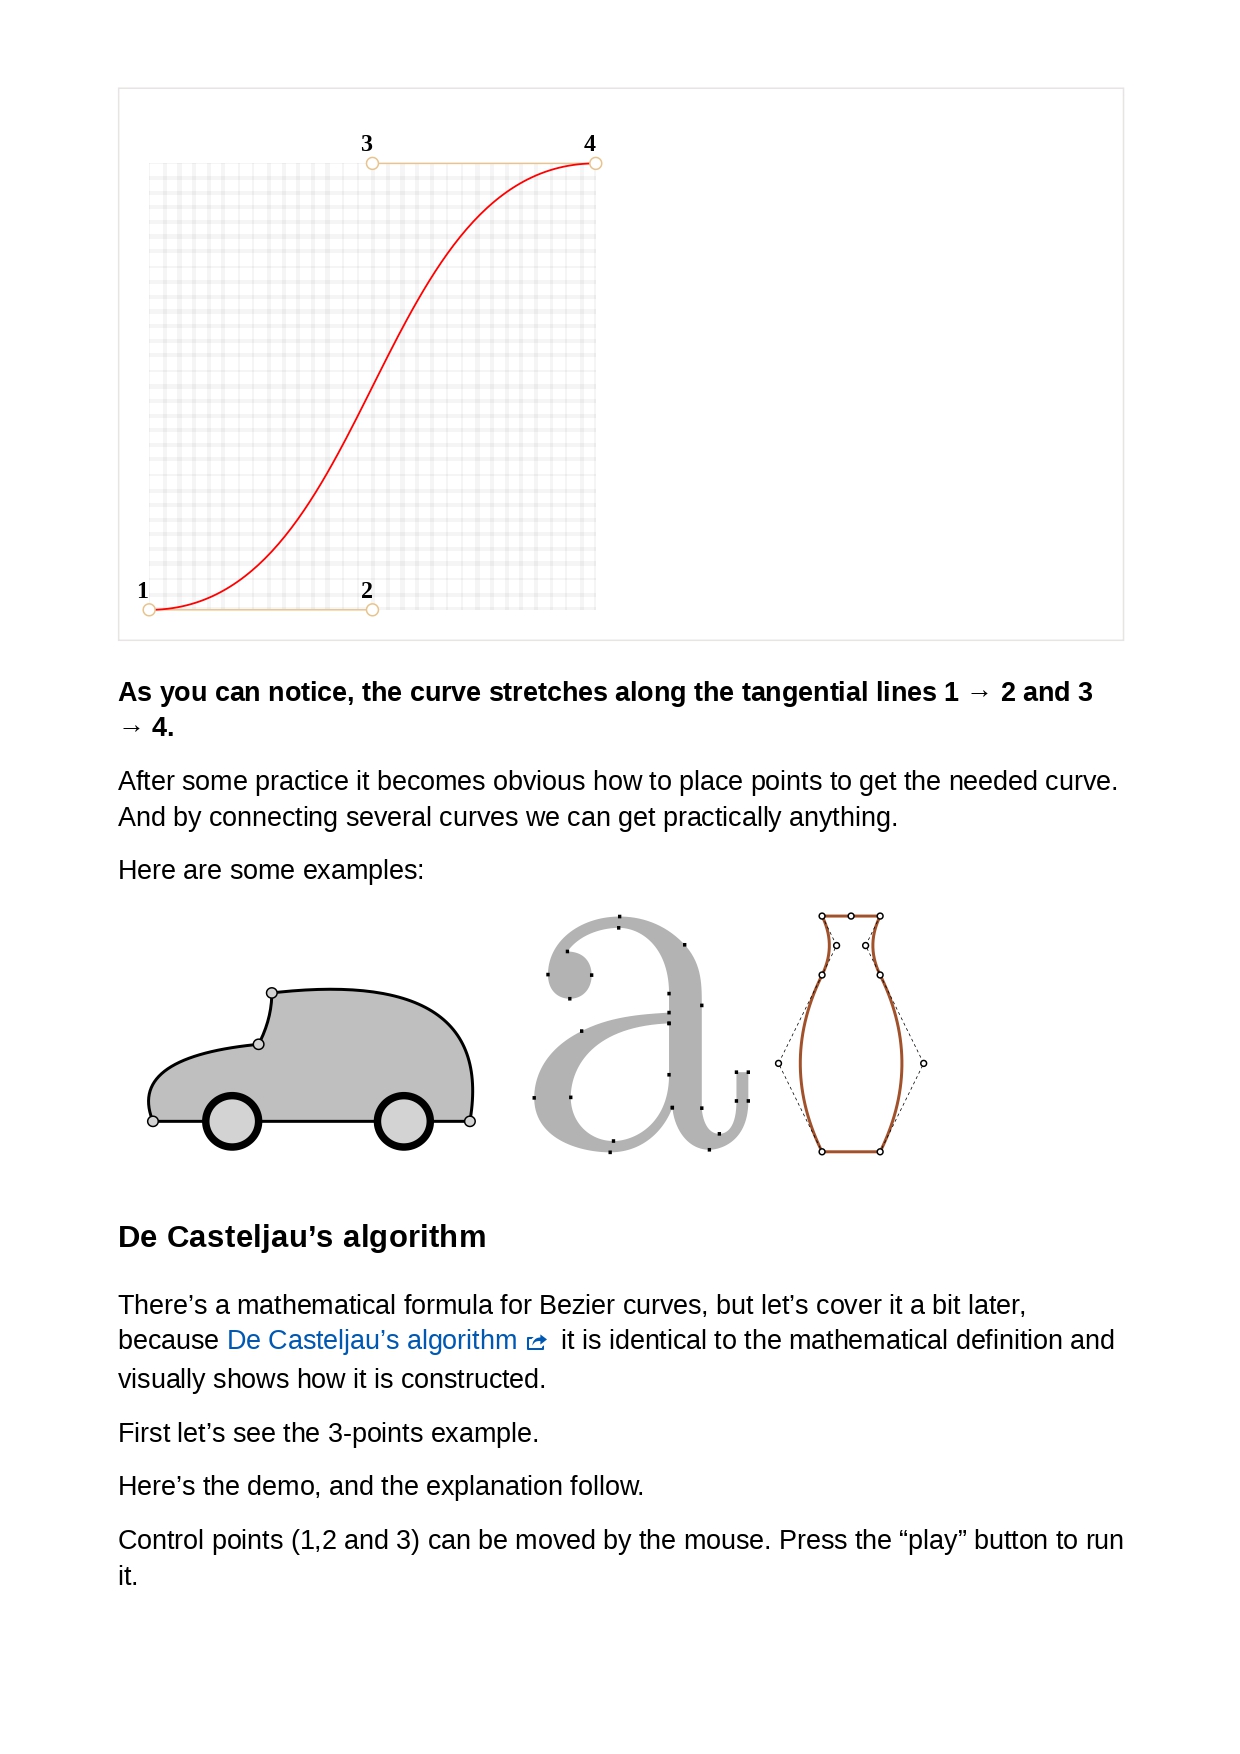 3 4
1 2
As you can notice, the curve stretches along the tangential lines 1 → 2 and 3
→ 4.
After some practice it becomes obvious how to place points to get the needed curve.
And by connecting several curves we can get practically anything.
Here are some examples:
a
De Casteljau’s algorithm
There’s a mathematical formula for Bezier curves, but let’s cover it a bit later,
because De Casteljau’s algorithm it is identical to the mathematical definition and
visually shows how it is constructed.
First let’s see the 3-points example.
Here’s the demo, and the explanation follow.
Control points (1,2 and 3) can be moved by the mouse. Press the “play” button to run
it.